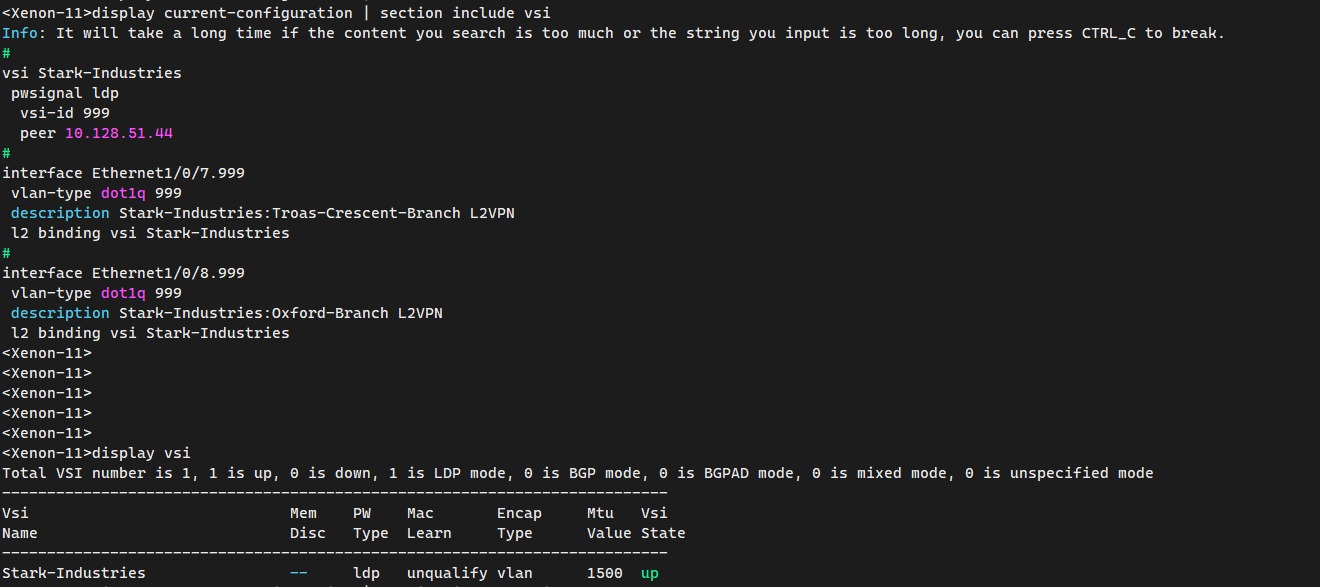 <Xenon-11>display current-configuration | section include vsi
Info: It will take a long time if the content you search is too much or the string you input is too long, you can press CTRL_C to break.
#
vsi Stark-Industries
 pwsignal ldp
  vsi-id 999
  peer 10.128.51.44
#
interface Ethernet1/0/7.999
 vlan-type dot1q 999
 description Stark-Industries:Troas-Crescent-Branch L2VPN
 l2 binding vsi Stark-Industries
#
interface Ethernet1/0/8.999
 vlan-type dot1q 999
 description Stark-Industries:Oxford-Branch L2VPN
 l2 binding vsi Stark-Industries
<Xenon-11>
<Xenon-11>
<Xenon-11>
<Xenon-11>
<Xenon-11>
<Xenon-11>display vsi
Total VSI number is 1, 1 is up, 0 is down, 1 is LDP mode, 0 is BGP mode, 0 is BGPAD mode, 0 is mixed mode, 0 is unspecified mode
--------------------------------------------------------------------------
Vsi                             Mem    PW    Mac       Encap     Mtu   Vsi
Name                            Disc   Type  Learn     Type      Value State
--------------------------------------------------------------------------
Stark-Industries                --     ldp   unqualify vlan      1500  up